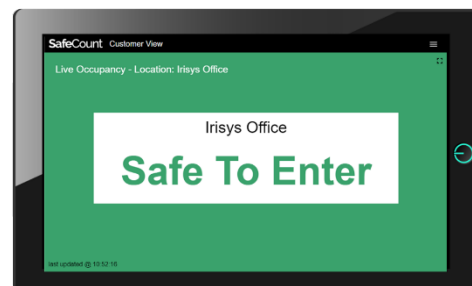 SafeCount Customer View
Live Occupancy - Location: Irisys Office
Irisys Office
Safe To Enter
last updated @ 10:52:16